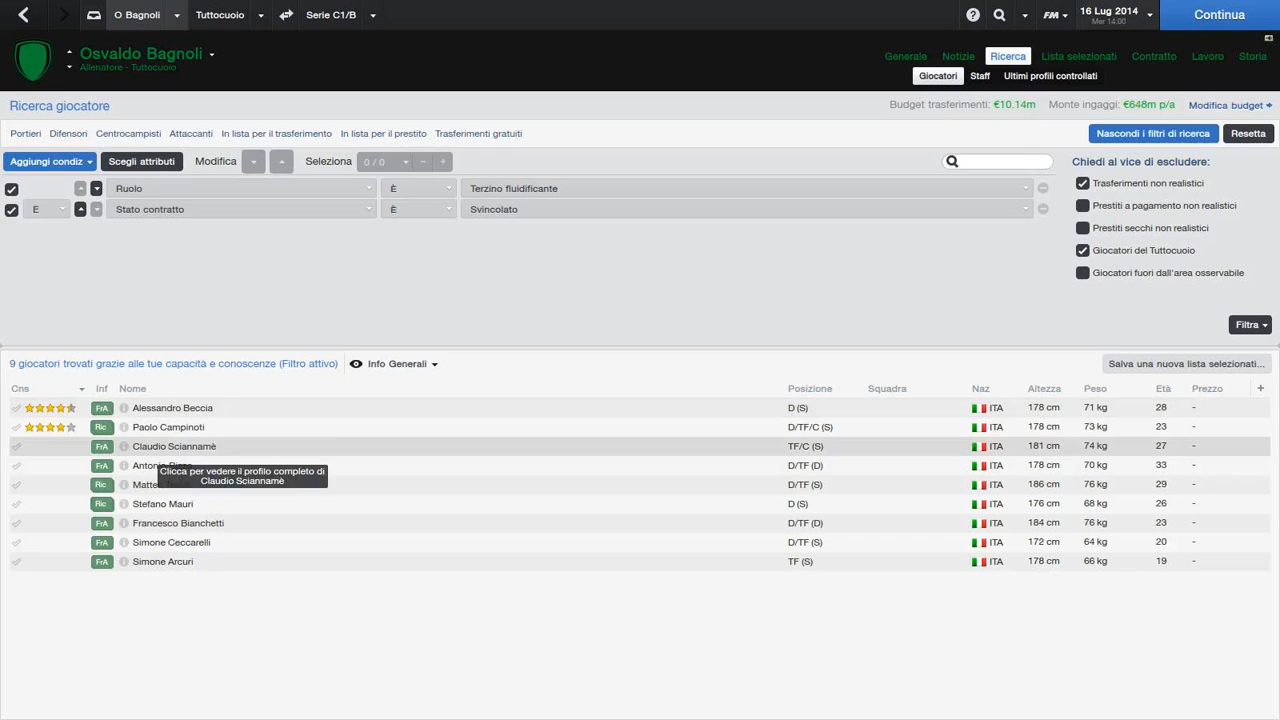 O Bagnoli Tuttocuoio Serie C1/B FM 16 Lug 2014 Continua
Mer 14:00
Osvaldo Bagnoli
Allenatore - Tuttocuoio
Generale Notizie Ricerca Lista selezionati Contratto Lavoro Storia
Giocatori Staff Ultimi profili controllati
Ricerca giocatore Budget trasferimenti: €10.14m Monte ingaggi: €648m p/a Modifica budget
Portieri Difensori Centrocampisti Attaccanti In lista per il trasferimento In lista per il prestito Trasferimenti gratuiti Nascondi i filtri di ricerca Resetta
Aggiungi condiz Scegli attributi Modifica Seleziona 0 / 0 Chiedi al vice di escludere:
Ruolo È Terzino fluidificante
E Stato contratto È Svincolato
Trasferimenti non realistici
Prestiti a pagamento non realistici
Prestiti secchi non realistici
Giocatori del Tuttocuoio
Giocatori fuori dall'area osservabile
Filtra
9 giocatori trovati grazie alle tue capacità e conoscenze (Filtro attivo) Info Generali Salva una nuova lista selezionati...
Cns Inf Nome Posizione Squadra Naz Altezza Peso Età Prezzo
FrA Alessandro Beccia D (S) ITA 178 cm 71 kg 28 -
Ric Paolo Campinoti D/TF/C (S) ITA 178 cm 73 kg 23 -
FrA Claudio Sciannamè TF/C (S) ITA 181 cm 74 kg 27 -
FrA D/TF (D) ITA 178 cm 70 kg 33 -
Clicca per vedere il profilo completo di
Claudio Sciannamè
Ric D/TF (S) ITA 186 cm 76 kg 29 -
Ric Stefano Mauri D (S) ITA 176 cm 68 kg 26 -
FrA Francesco Bianchetti D/TF (D) ITA 184 cm 76 kg 23 -
FrA Simone Ceccarelli D/TF (S) ITA 172 cm 64 kg 20 -
FrA Simone Arcuri TF (S) ITA 178 cm 66 kg 19 -